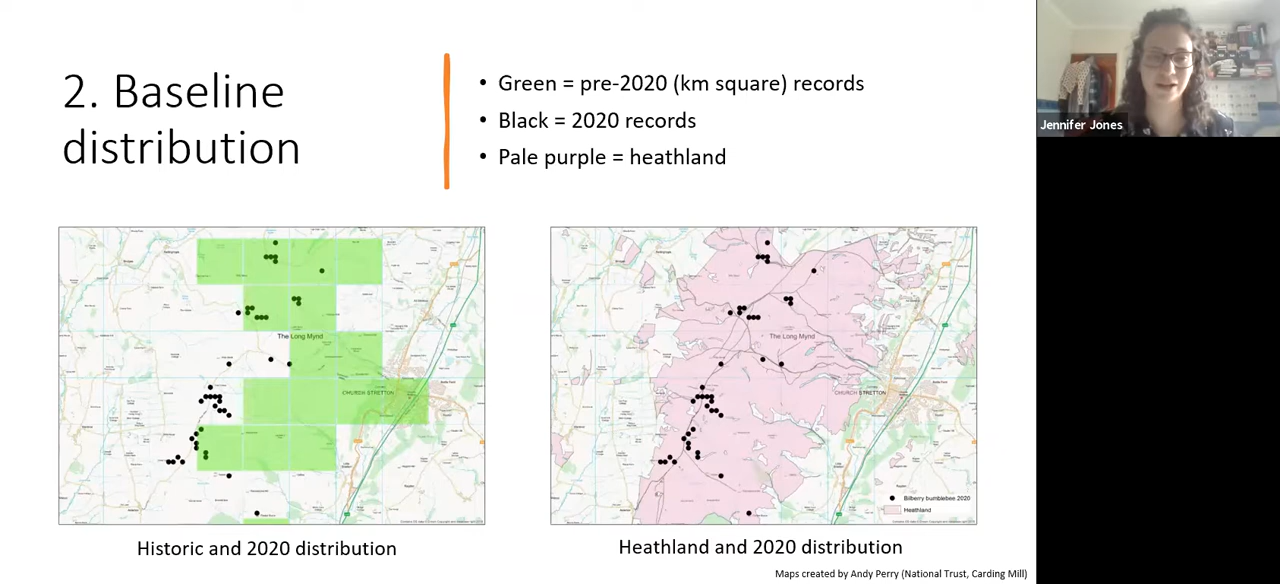 2. Baseline
distribution
• Green = pre-2020 (km square) records
• Black = 2020 records
• Pale purple = heathland
Jennifer Jones
The Long Mynd
CHURCH STRETTON
The Long Mynd
CHURCH STRETTON
Bilberry bumblebee 2020
Heathland
Historic and 2020 distribution
Heathland and 2020 distribution
Maps created by Andy Perry (National Trust, Carding Mill)